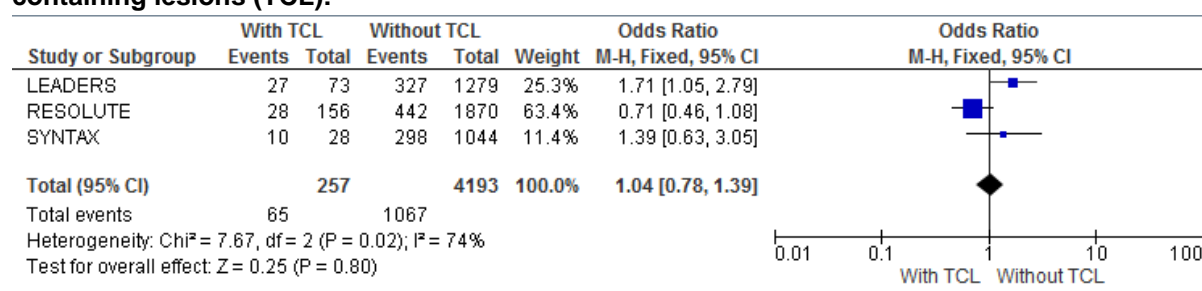 containing lesions (TCL).
With TCL Without TCL Odds Ratio Odds Ratio
Study or Subgroup Events Total Events Total Weight M-H, Fixed, 95% CI M-H, Fixed, 95% CI
LEADERS 27 73 327 1279 25.3% 1.71 [1.05, 2.79]
RESOLUTE 28 156 442 1870 63.4% 0.71 [0.46, 1.08]
SYNTAX 10 28 298 1044 11.4% 1.39 [0.63, 3.05]
Total (95% CI) 257 4193 100.0% 1.04 [0.78, 1.39]
Total events 65 1067
Heterogeneity: Chi² = 7.67, df = 2 (P = 0.02); I² = 74%
Test for overall effect: Z = 0.25 (P = 0.80)
0.01 0.1 1 10 100
With TCL Without TCL